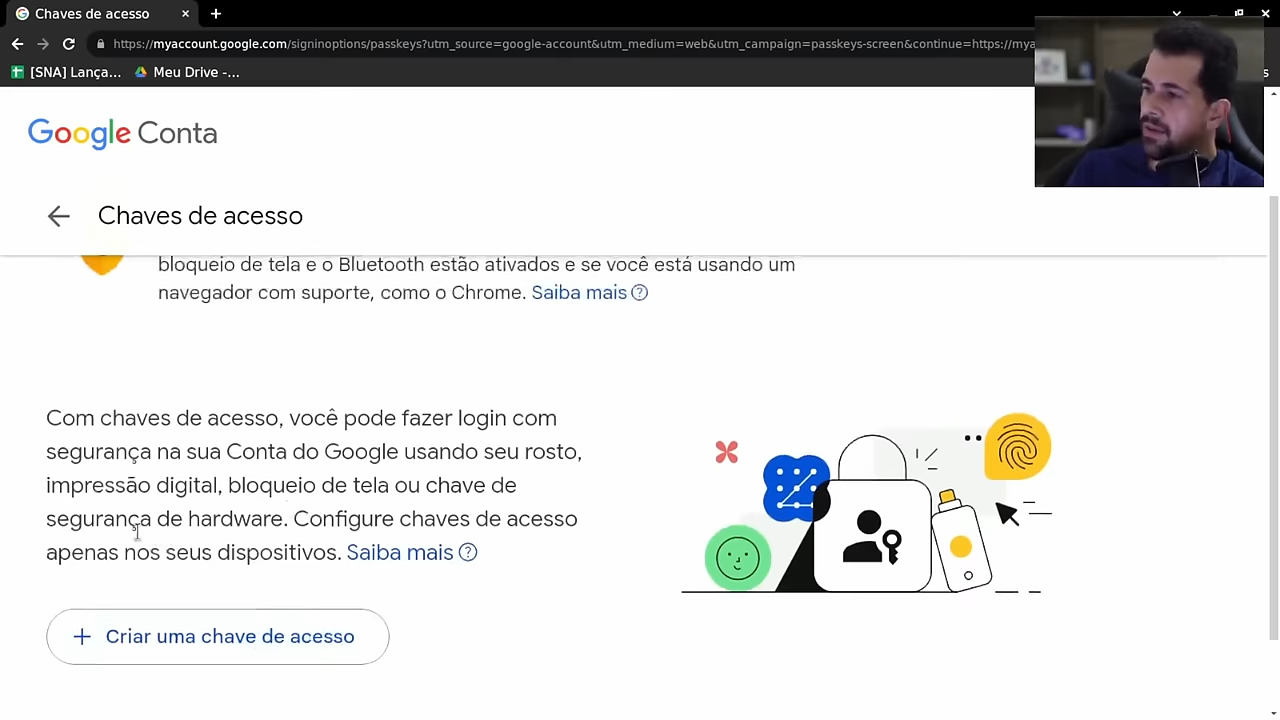 Chaves de acesso
https://myaccount.google.com/signinoptions/passkeys?utm_source=google-account&utm_medium=web&utm_campaign=passkeys-screen&continue=https://mya
[SNA] Lança...
Meu Drive -...
Google Conta
Chaves de acesso
bloqueio de tela e o Bluetooth estão ativados e se você está usando um
navegador com suporte, como o Chrome. Saiba mais
Com chaves de acesso, você pode fazer login com
segurança na sua Conta do Google usando seu rosto,
impressão digital, bloqueio de tela ou chave de
segurança de hardware. Configure chaves de acesso
apenas nos seus dispositivos. Saiba mais
+ Criar uma chave de acesso